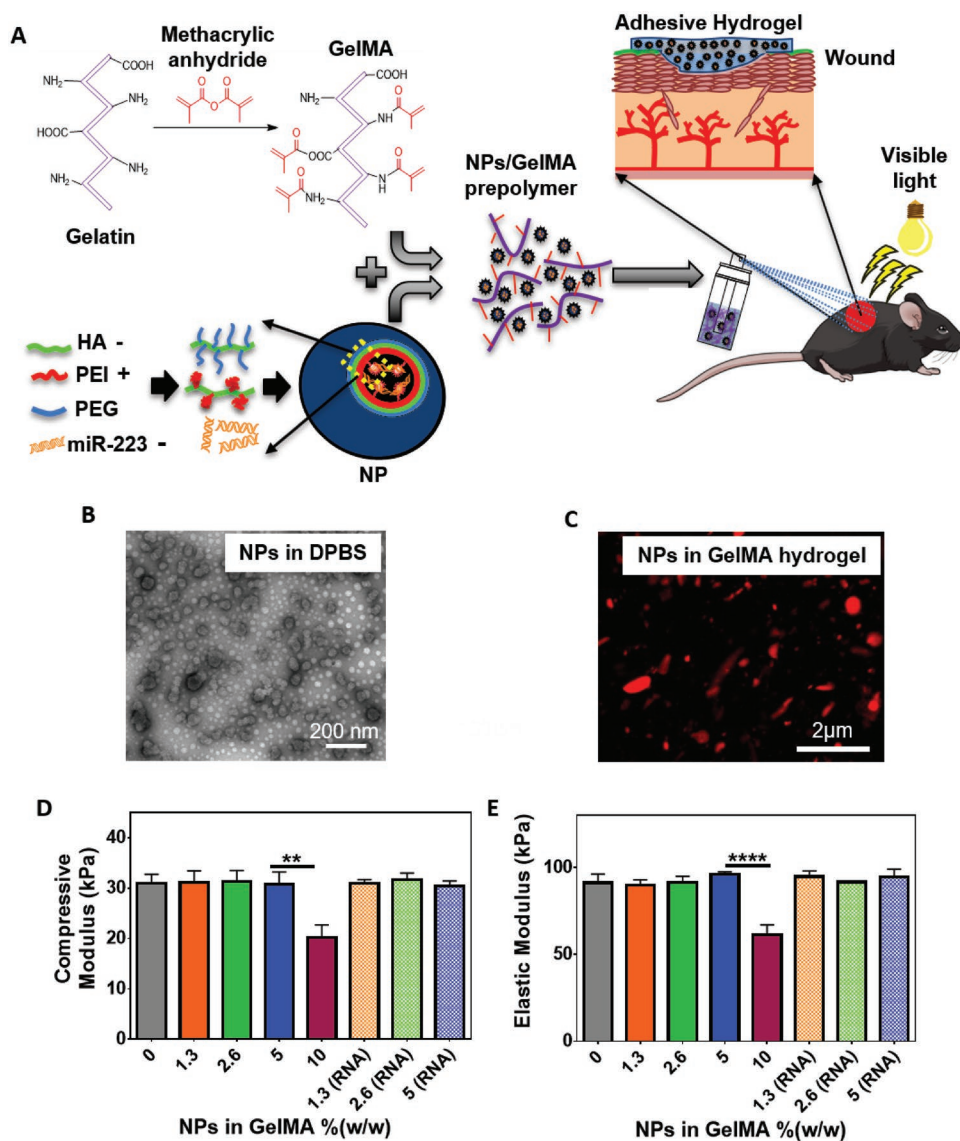 A
Methacrylic
anhydride
GelMA
COOH
NH₂
NH₂
HOOC
NH₂
NH₂
Gelatin
O O
O
COOH
NH₂
O
NH
O
OOC
O
O
N
H
NH₂
O
Adhesive Hydrogel
Wound
NPs/GelMA
prepolymer
Visible
light
HA -
PEI +
PEG
miR-223 -
NP
B
NPs in DPBS
200 nm
C
NPs in GelMA hydrogel
2µm
D
Compressive
Modulus (kPa)
40
30
20
10
0
**
0
1.3
2.6
5
10
1.3 (RNA)
2.6 (RNA)
5 (RNA)
NPs in GelMA %(w/w)
E
Elastic Modulus (kPa)
100
50
0
****
0
1.3
2.6
5
10
1.3 (RNA)
2.6 (RNA)
5 (RNA)
NPs in GelMA %(w/w)